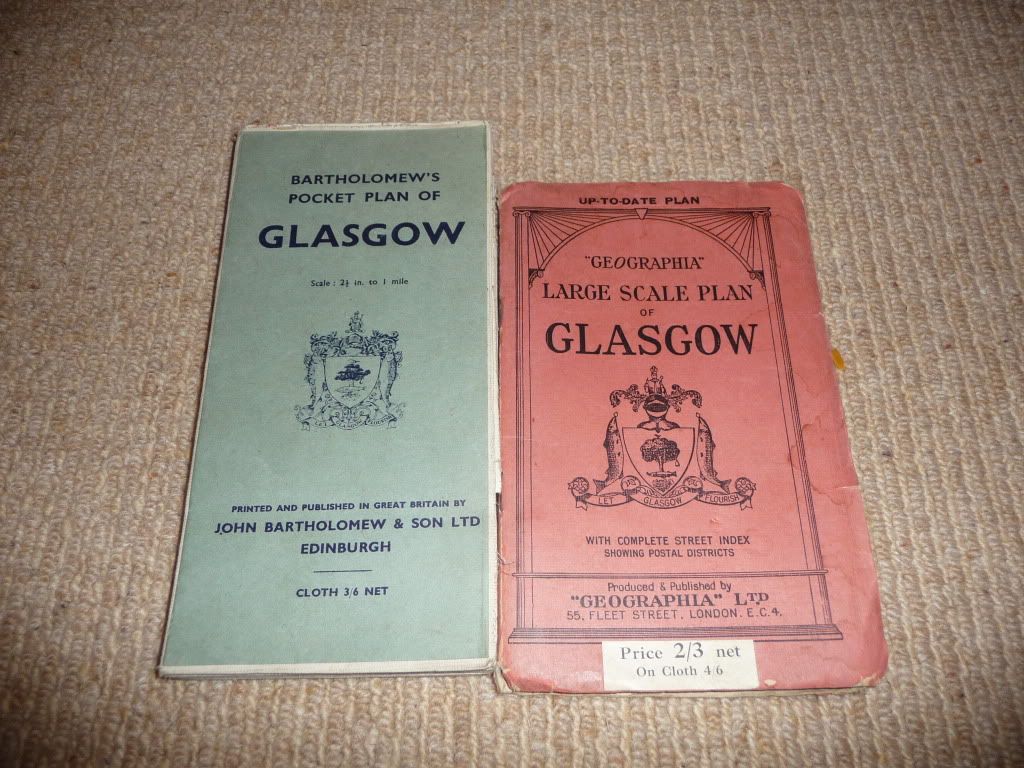 BARTHOLOMEW'S
POCKET PLAN OF
GLASGOW
Scale : 2½ in. to 1 mile
LET GLASGOW
PRINTED AND PUBLISHED IN GREAT BRITAIN BY
JOHN BARTHOLOMEW & SON LTD
EDINBURGH
CLOTH 3/6 NET
UP-TO-DATE PLAN
"GEOGRAPHIA"
LARGE SCALE PLAN
OF
GLASGOW
LET GLASGOW FLOURISH
WITH COMPLETE STREET INDEX
SHOWING POSTAL DISTRICTS
Produced & Published by
"GEOGRAPHIA" LTD
55, FLEET STREET, LONDON, E.C.4.
Price 2/3 net
On Cloth 4/6